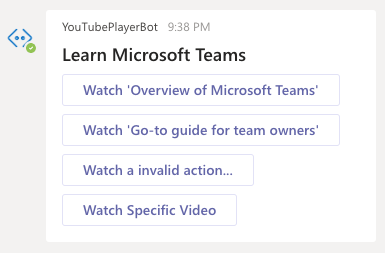 YouTubePlayerBot 9:38 PM
Learn Microsoft Teams
Watch 'Overview of Microsoft Teams'
Watch 'Go-to guide for team owners'
Watch a invalid action...
Watch Specific Video